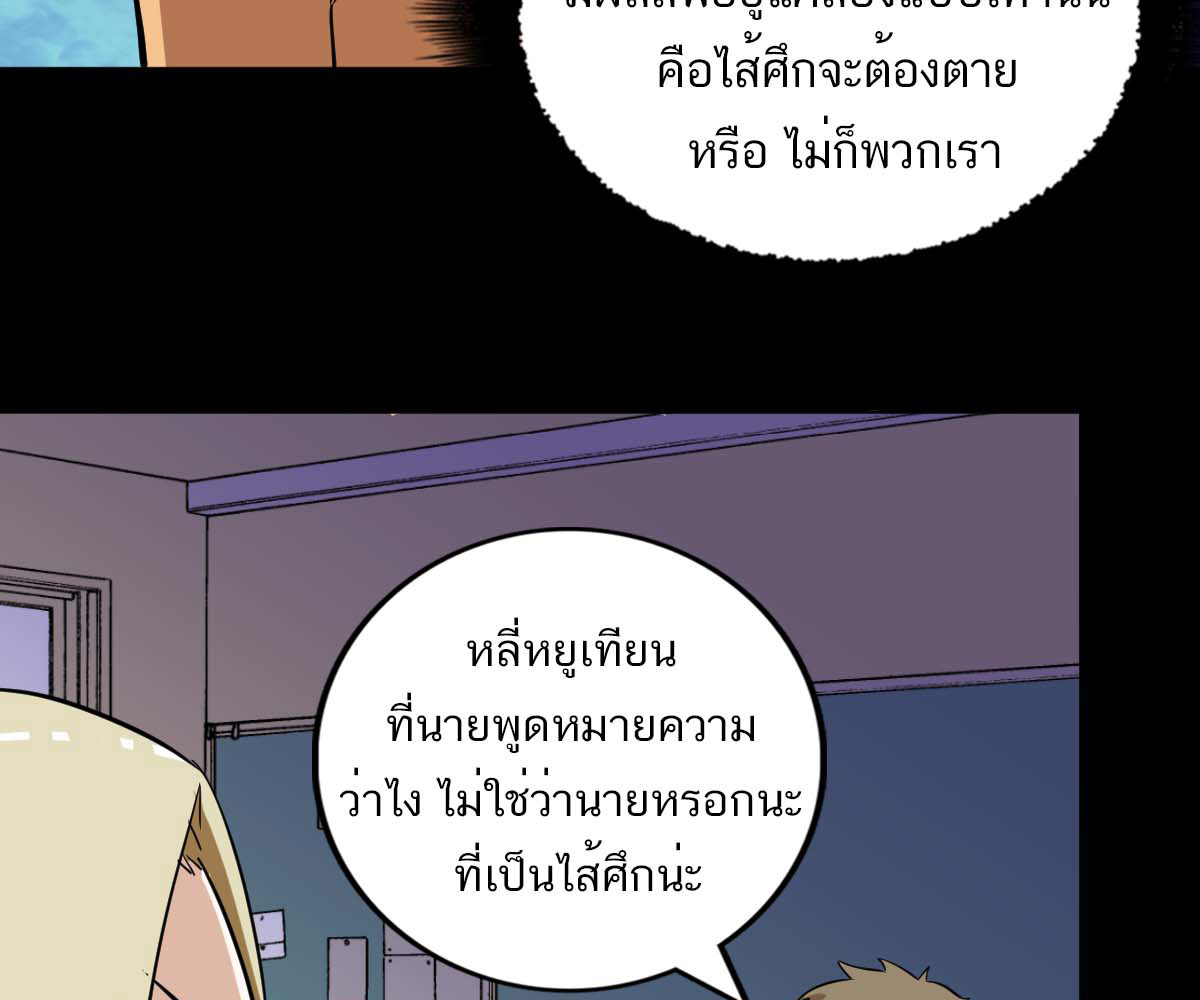 คือไส้ศึกจะต้องตาย
หรือ ไม่ก็พวกเรา
หลี่หยูเทียน
ที่นายพูดหมายความ
ว่าไง ไม่ใช่ว่านายหรอกนะ
ที่เป็นไส้ศึกน่ะ